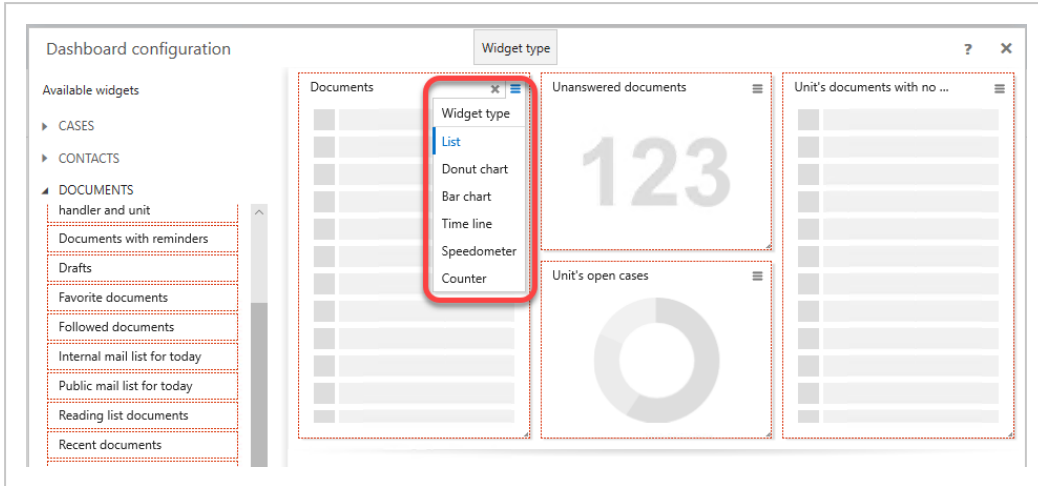 Dashboard configuration
Widget type
?
Available widgets
CASES
CONTACTS
DOCUMENTS
handler and unit
Documents with reminders
Drafts
Favorite documents
Followed documents
Internal mail list for today
Public mail list for today
Reading list documents
Recent documents
Documents
Widget type
List
Donut chart
Bar chart
Time line
Speedometer
Counter
Unanswered documents
123
Unit's open cases
Unit's documents with no ...